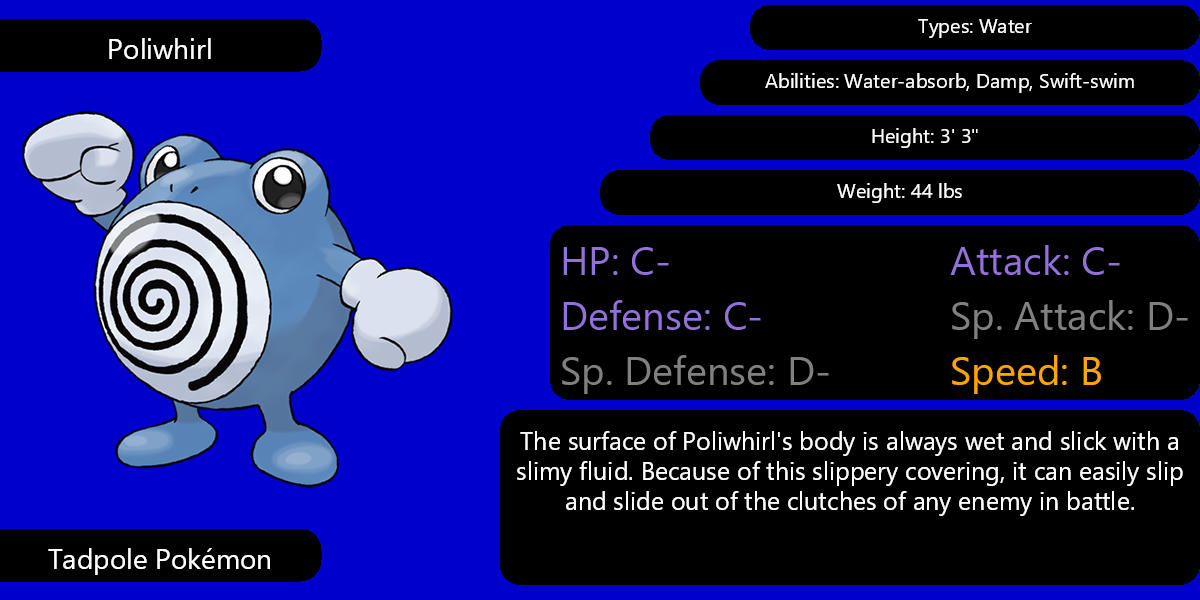 Poliwhirl
Types: Water
Abilities: Water-absorb, Damp, Swift-swim
Height: 3' 3"
Weight: 44 lbs
HP: C-
Attack: C-
Defense: C-
Sp. Attack: D-
Sp. Defense: D-
Speed: B
The surface of Poliwhirl's body is always wet and slick with a
slimy fluid. Because of this slippery covering, it can easily slip
and slide out of the clutches of any enemy in battle.
Tadpole Pokémon